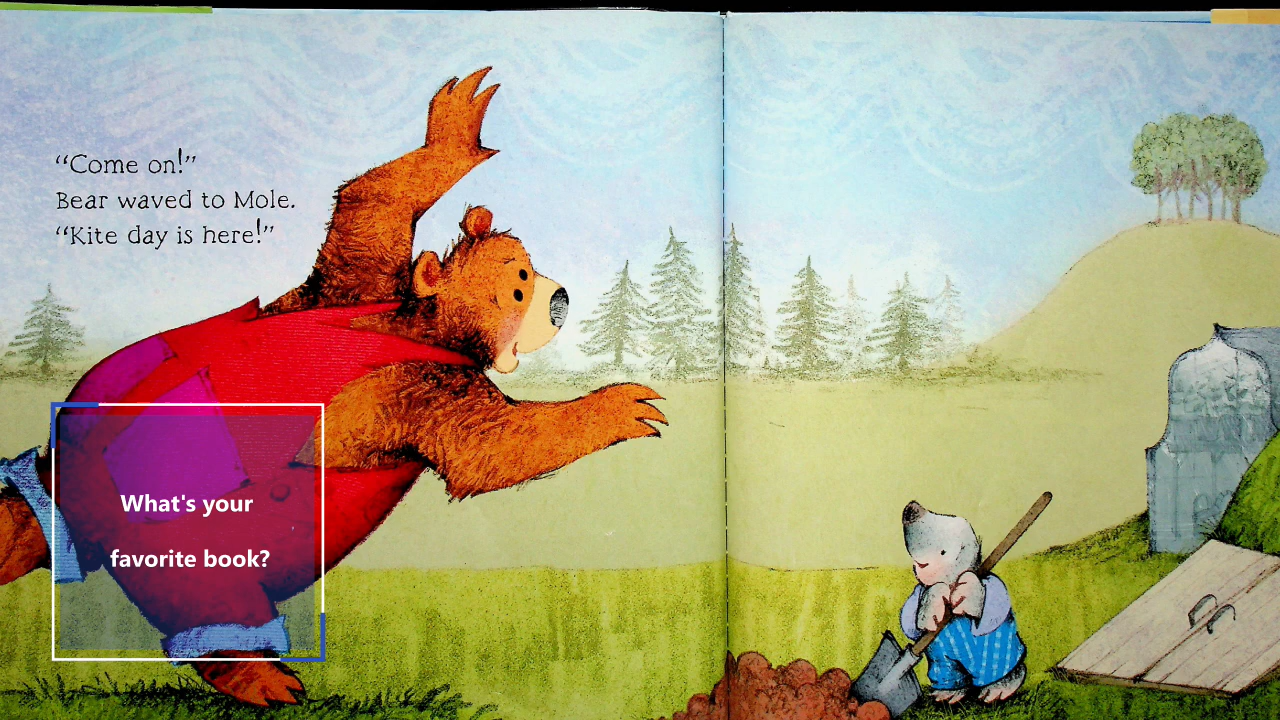 “Come on!”
Bear waved to Mole.
“Kite day is here!”
What's your
favorite book?